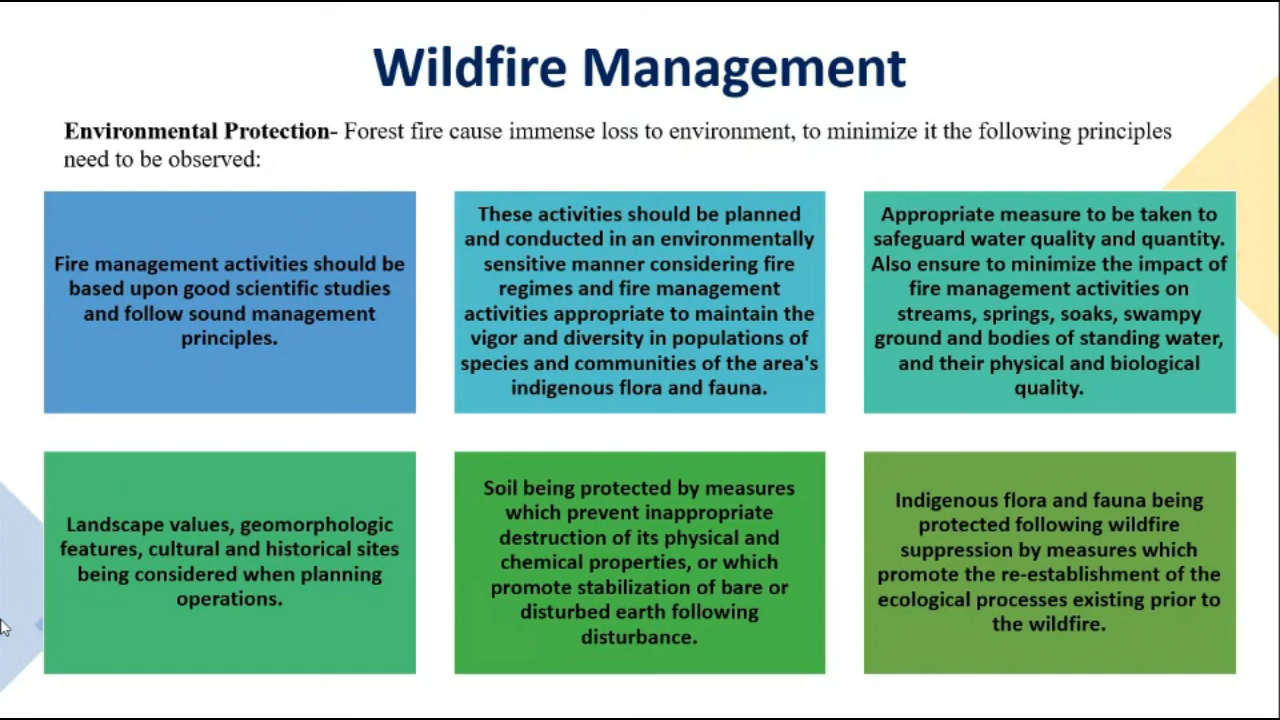 Wildfire Management
Environmental Protection- Forest fire cause immense loss to environment, to minimize it the following principles
need to be observed:
Fire management activities should be
based upon good scientific studies
and follow sound management
principles.
These activities should be planned
and conducted in an environmentally
sensitive manner considering fire
regimes and fire management
activities appropriate to maintain the
vigor and diversity in populations of
species and communities of the area's
indigenous flora and fauna.
Appropriate measure to be taken to
safeguard water quality and quantity.
Also ensure to minimize the impact of
fire management activities on
streams, springs, soaks, swampy
ground and bodies of standing water,
and their physical and biological
quality.
Landscape values, geomorphologic
features, cultural and historical sites
being considered when planning
operations.
Soil being protected by measures
which prevent inappropriate
destruction of its physical and
chemical properties, or which
promote stabilization of bare or
disturbed earth following
disturbance.
Indigenous flora and fauna being
protected following wildfire
suppression by measures which
promote the re-establishment of the
ecological processes existing prior to
the wildfire.